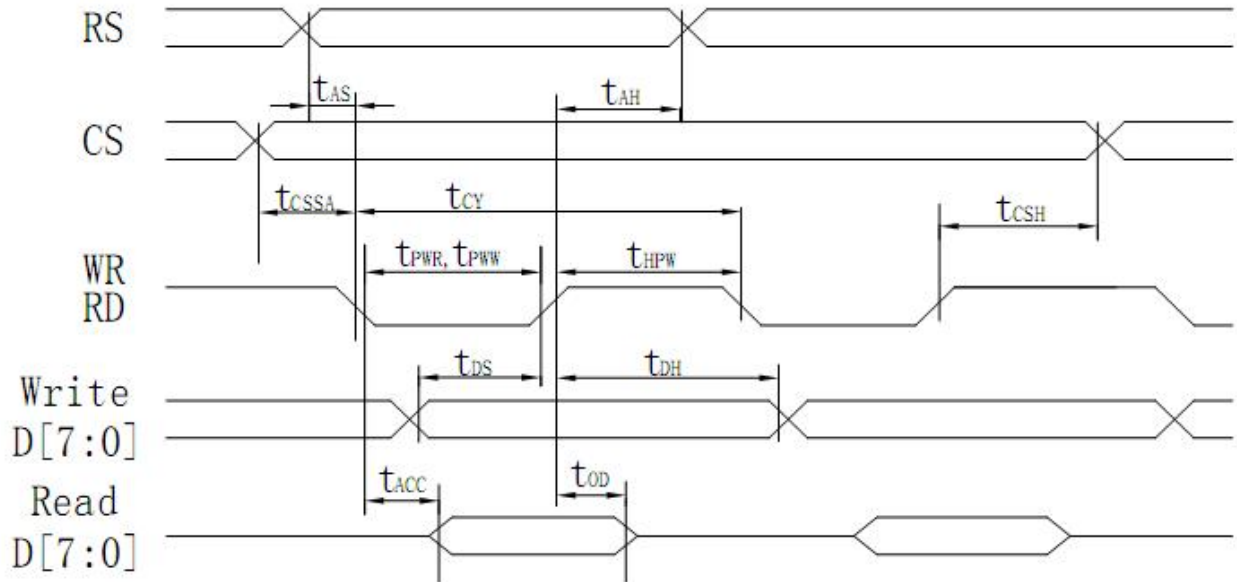 RS
tAS
tAH
CS
tCSSA
tCY
tCSH
tPWR, tPWW
tHPW
WR
RD
tDS
tDH
Write
D[7:0]
tACC
tOD
Read
D[7:0]